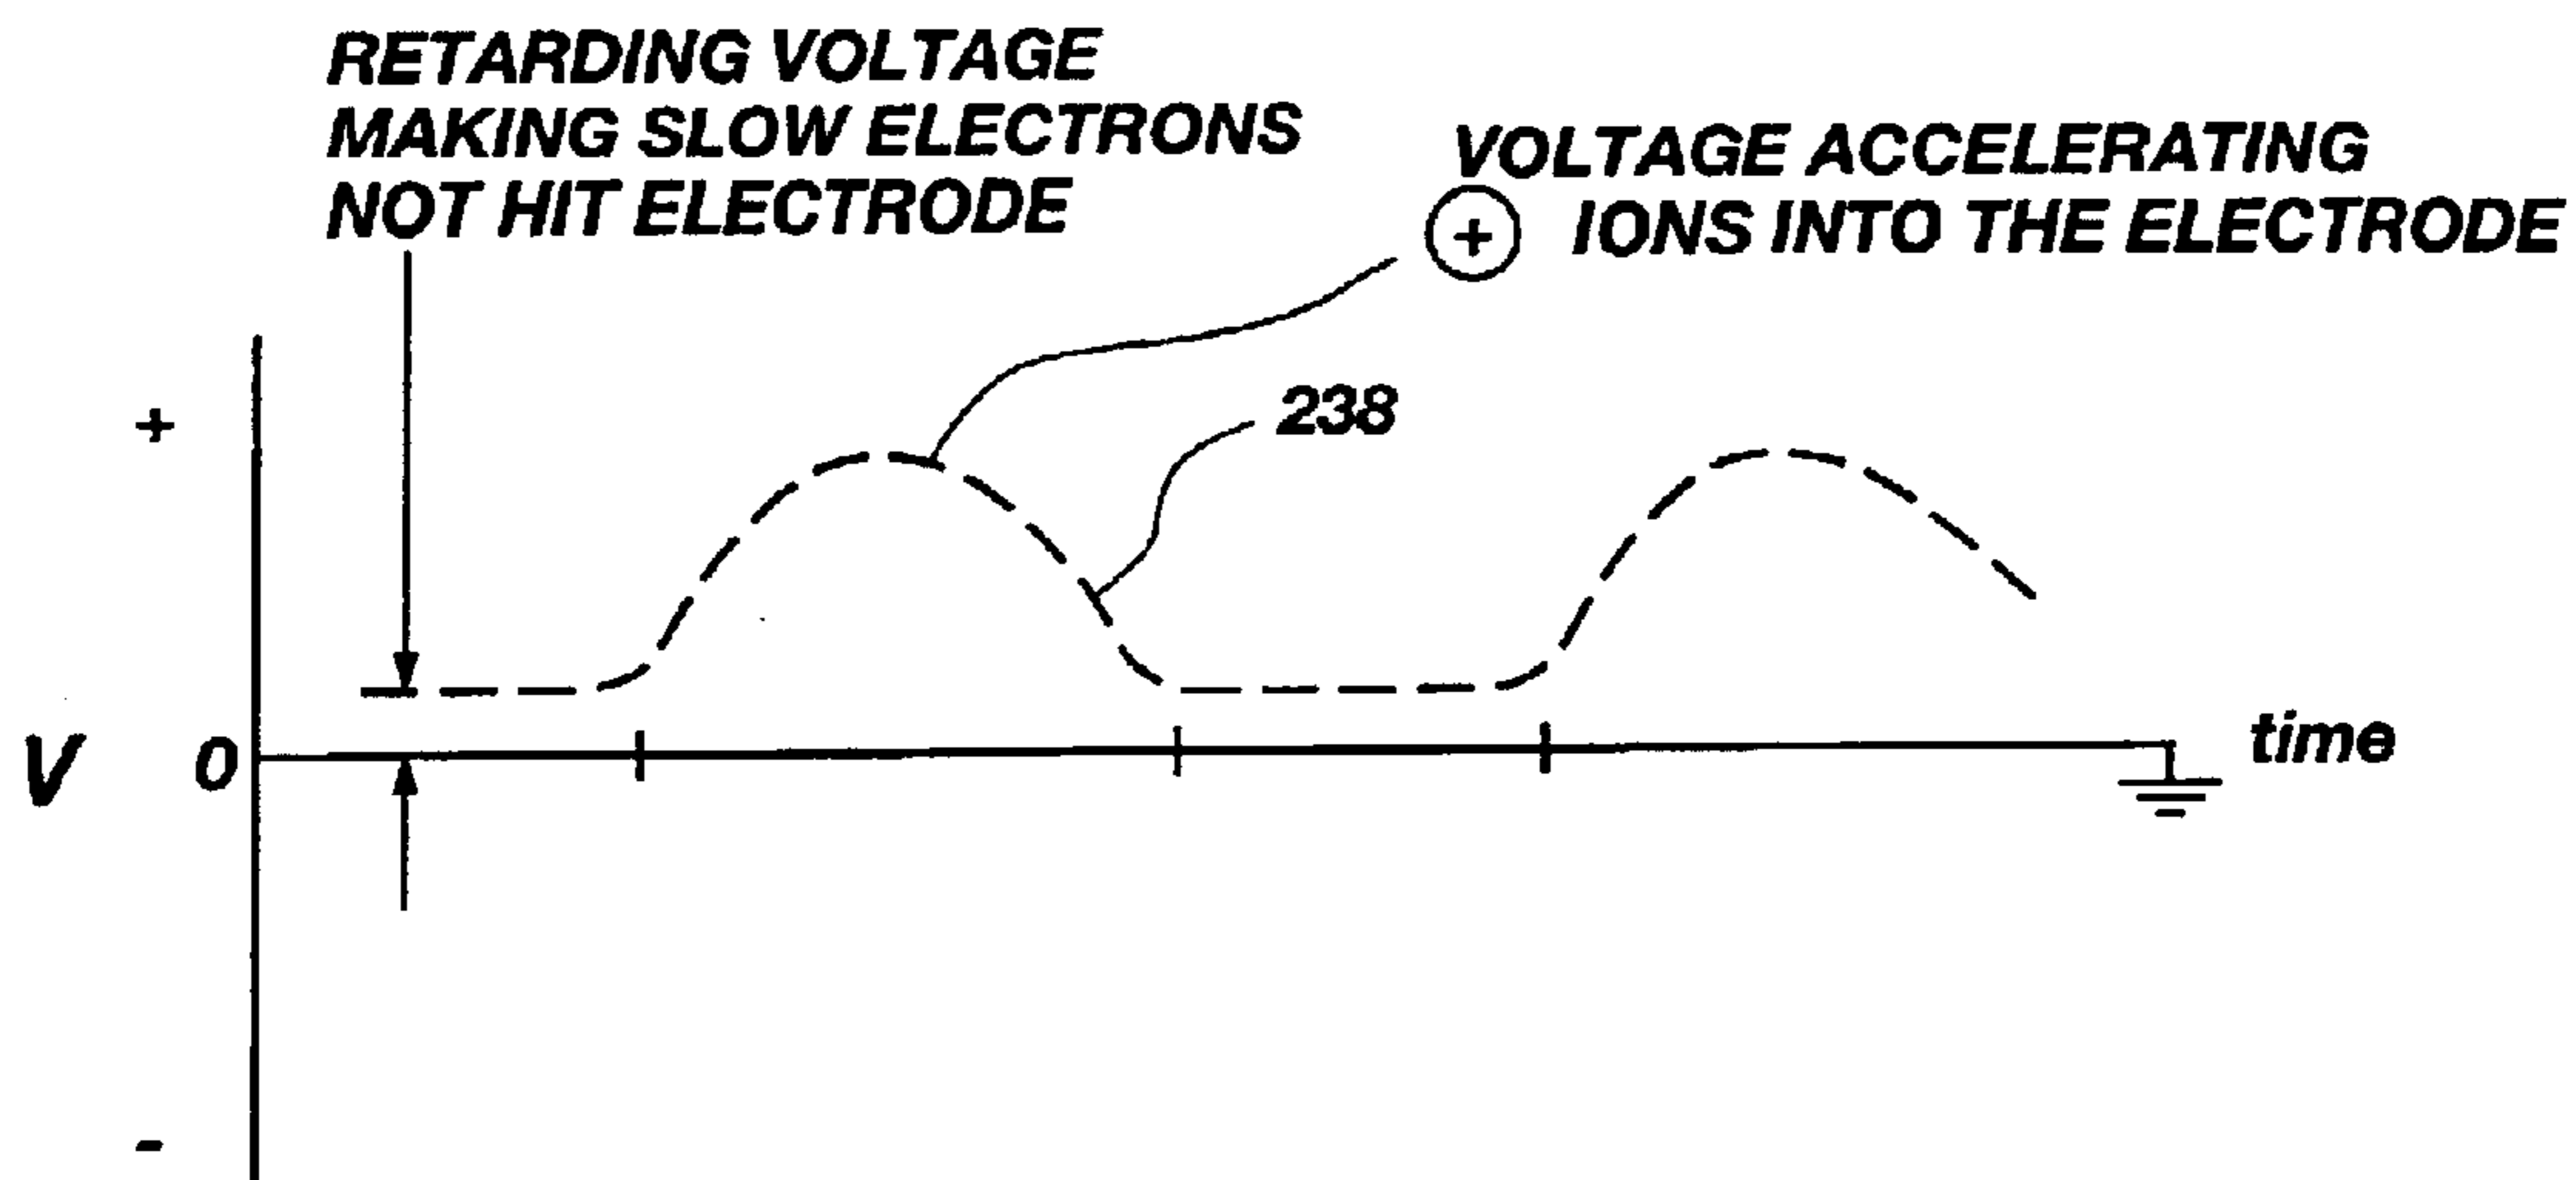 RETARDING VOLTAGE
MAKING SLOW ELECTRONS
NOT HIT ELECTRODE
VOLTAGE ACCELERATING
⊕ IONS INTO THE ELECTRODE
238
+
V 0
time
-